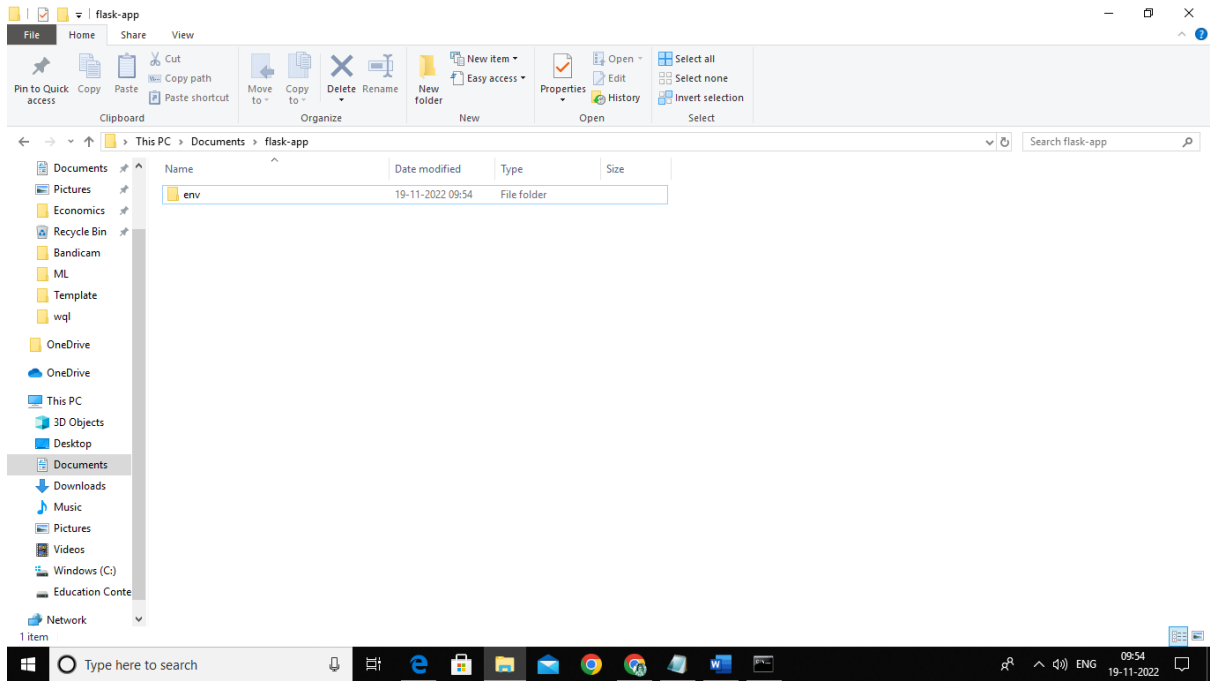 flask-app
File Home Share View
Pin to Quick access Copy Paste Cut Copy path Paste shortcut Move to Copy to Delete Rename New folder New item Easy access Properties Open Edit History Select all Select none Invert selection
Clipboard Organize New Open Select
This PC > Documents > flask-app Search flask-app
Name Date modified Type Size
env 19-11-2022 09:54 File folder
Documents
Pictures
Economics
Recycle Bin
Bandicam
ML
Template
wql
OneDrive
OneDrive
This PC
3D Objects
Desktop
Documents
Downloads
Music
Pictures
Videos
Windows (C:)
Education Conte
Network
1 item
Type here to search ENG 09:54
19-11-2022